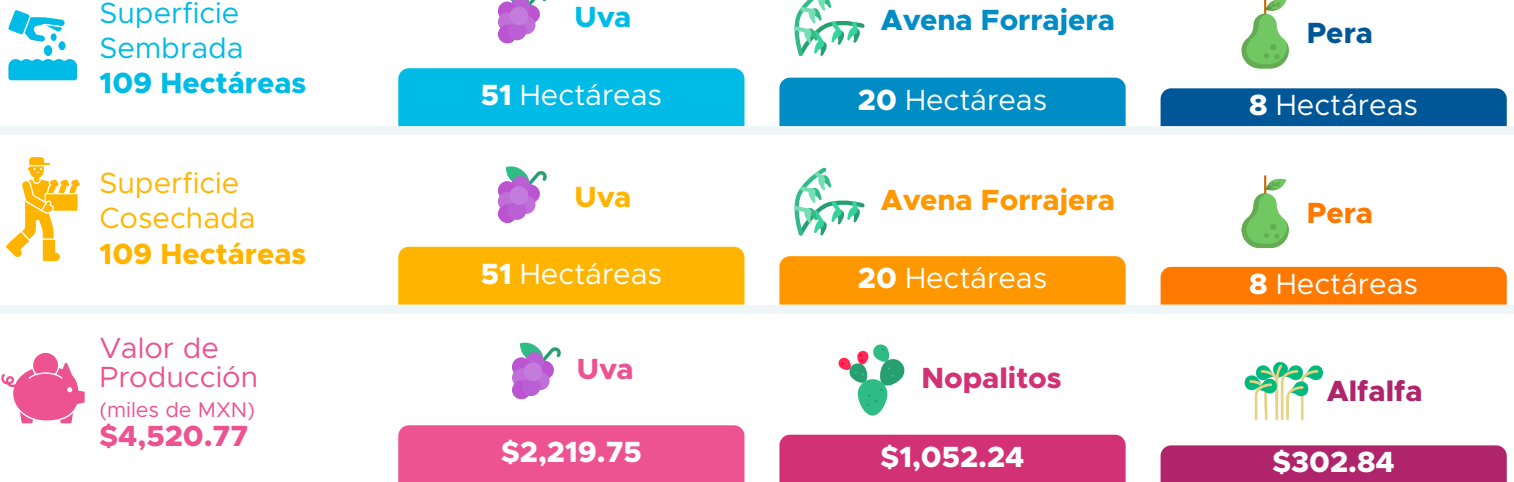 Superficie
Sembrada
109 Hectáreas
Uva
51 Hectáreas
Avena Forrajera
20 Hectáreas
Pera
8 Hectáreas
Superficie
Cosechada
109 Hectáreas
Uva
51 Hectáreas
Avena Forrajera
20 Hectáreas
Pera
8 Hectáreas
Valor de
Producción
(miles de MXN)
$4,520.77
Uva
$2,219.75
Nopalitos
$1,052.24
Alfalfa
$302.84